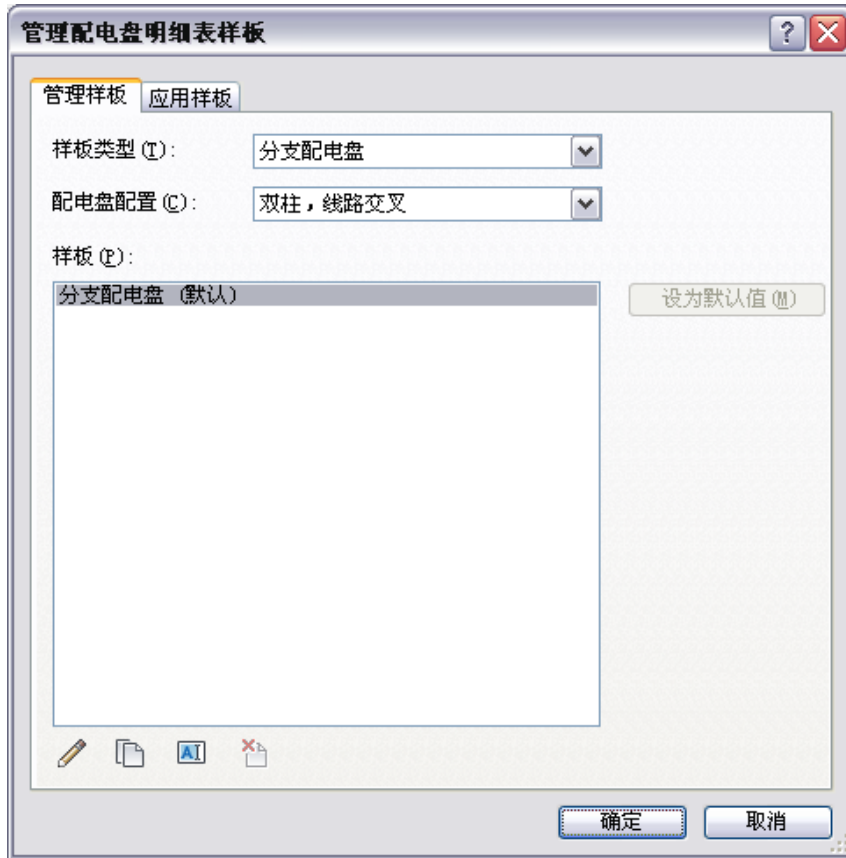 管理配电盘明细表样板
管理样板 应用样板
样板类型(T): 分支配电盘
配电盘配置(C): 双柱，线路交叉
样板(P):
分支配电盘 (默认)
设为默认值(M)
确定 取消